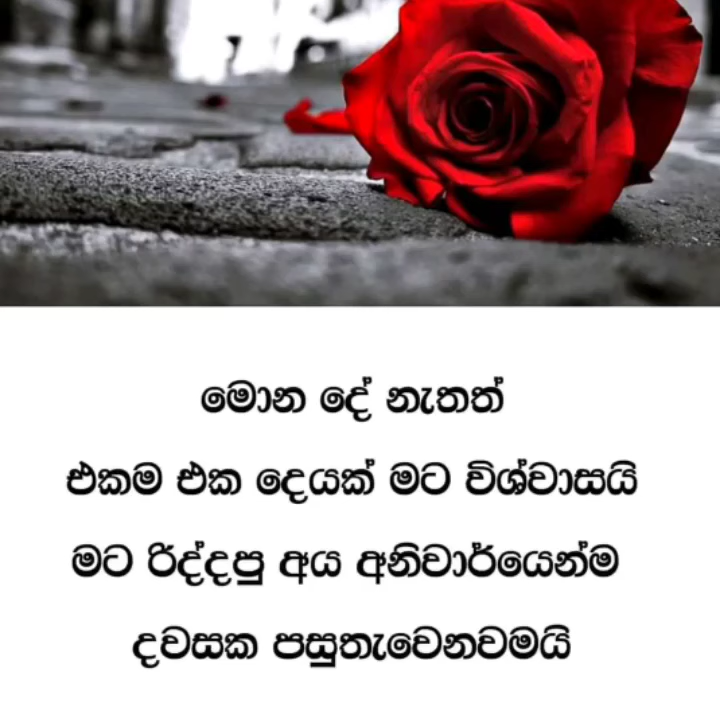 මොන දේ නැතත්
එකම එක දෙයක් මට විශ්වාසයි
මට රිද්දපු අය අනිවාර්යෙන්ම
දවසක පසුතැවෙනවමයි